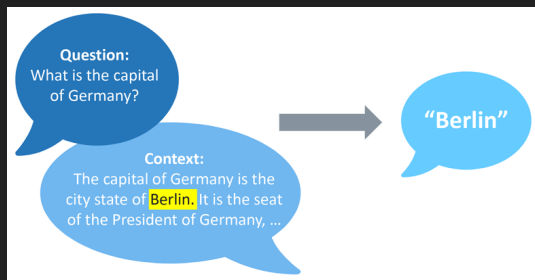 Question:
What is the capital
of Germany?
Context:
The capital of Germany is the
city state of Berlin. It is the seat
of the President of Germany, ...
“Berlin”